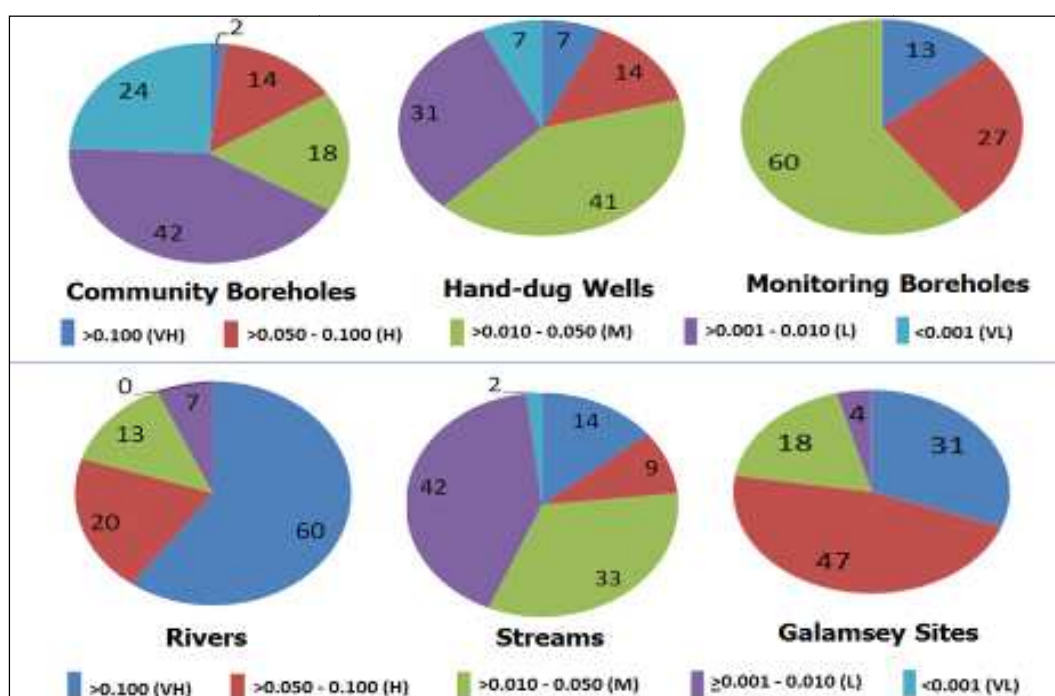 2
24
14
18
42
Community Boreholes
7
7
14
31
41
Hand-dug Wells
13
27
60
Monitoring Boreholes
>0.100 (VH)
>0.050 - 0.100 (H)
>0.010 - 0.050 (M)
>0.001 - 0.010 (L)
<0.001 (VL)
0
7
13
20
60
Rivers
2
14
9
42
33
Streams
4
31
18
47
Galamsey Sites
>0.100 (VH)
>0.050 - 0.100 (H)
>0.010 - 0.050 (M)
≥0.001 - 0.010 (L)
<0.001 (VL)